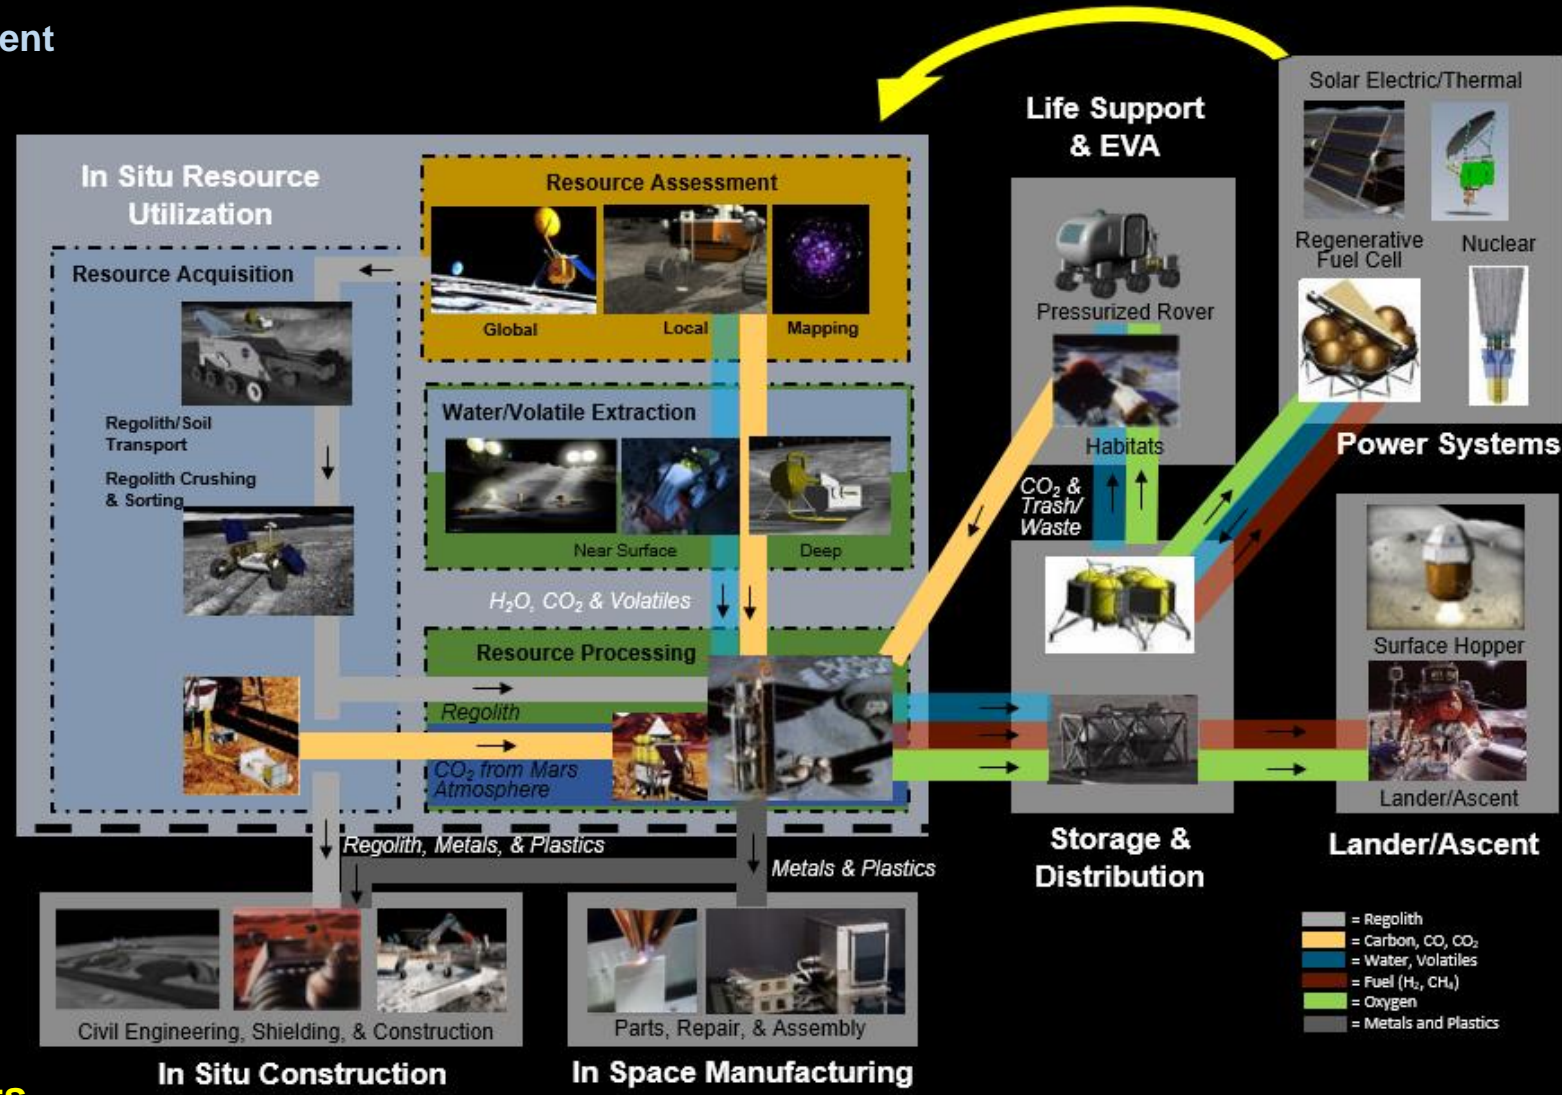 ent
In Situ Resource
Utilization
Resource Acquisition
Regolith/Soil
Transport
Regolith Crushing
& Sorting
Resource Assessment
Global
Local
Mapping
Water/Volatile Extraction
Near Surface
Deep
H₂O, CO₂ & Volatiles
Resource Processing
Regolith
CO₂ from Mars
Atmosphere
Regolith, Metals, & Plastics
Metals & Plastics
Civil Engineering, Shielding, & Construction
In Situ Construction
Parts, Repair, & Assembly
In Space Manufacturing
Life Support
& EVA
Pressurized Rover
Habitats
CO₂ &
Trash/
Waste
Storage &
Distribution
Solar Electric/Thermal
Regenerative
Fuel Cell
Nuclear
Power Systems
Surface Hopper
Lander/Ascent
Lander/Ascent
= Regolith
= Carbon, CO, CO₂
= Water, Volatiles
= Fuel (H₂, CH₄)
= Oxygen
= Metals and Plastics